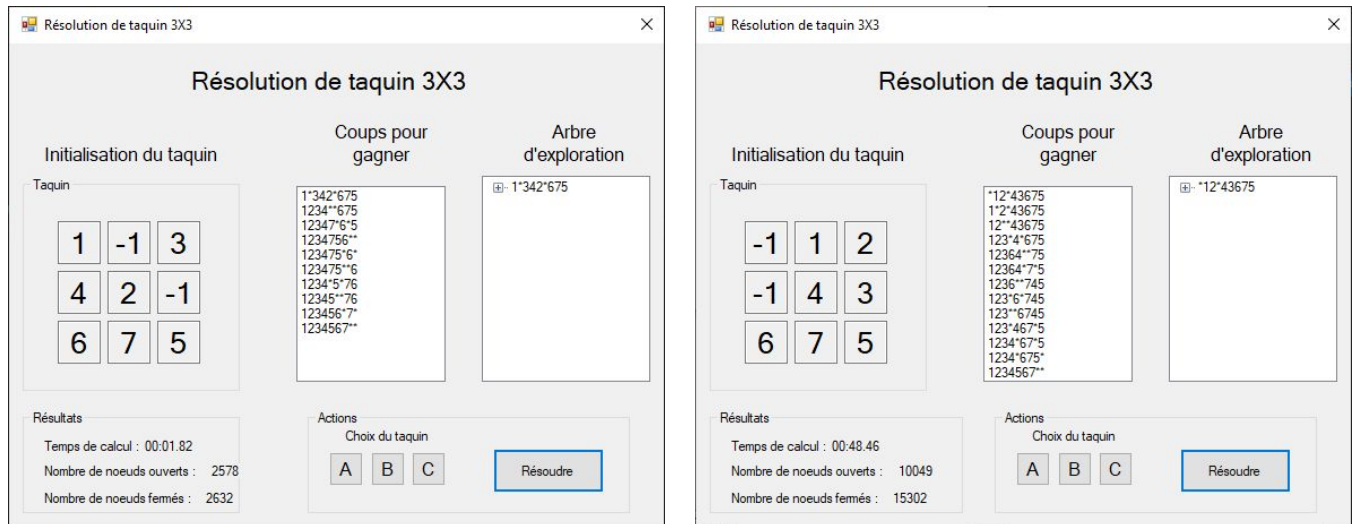 Résolution de taquin 3X3
Résolution de taquin 3X3
Initialisation du taquin
Coups pour
gagner
Arbre
d'exploration
Taquin
1 -1 3
4 2 -1
6 7 5
1*342*675
1234**675
12347*6*5
1234756**
123475*6*
123475**6
1234*5*76
12345**76
123456*7*
1234567**
1*342*675
Résultats
Temps de calcul : 00:01.82
Nombre de noeuds ouverts : 2578
Nombre de noeuds fermés : 2632
Actions
Choix du taquin
A B C
Résoudre
Résolution de taquin 3X3
Résolution de taquin 3X3
Initialisation du taquin
Coups pour
gagner
Arbre
d'exploration
Taquin
-1 1 2
-1 4 3
6 7 5
*12*43675
1*2*43675
12**43675
123*4*675
12364**75
12364*7*5
1236**745
123*6*745
123**6745
123*467*5
1234*67*5
1234*675*
1234567**
*12*43675
Résultats
Temps de calcul : 00:48.46
Nombre de noeuds ouverts : 10049
Nombre de noeuds fermés : 15302
Actions
Choix du taquin
A B C
Résoudre